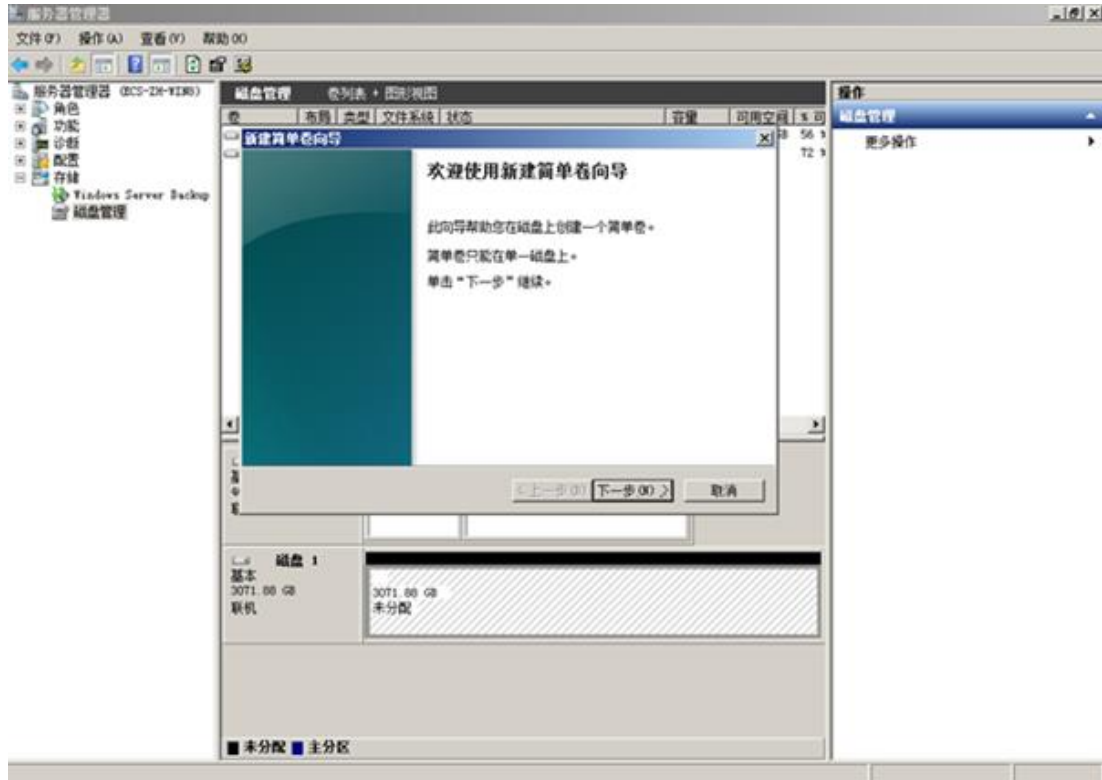 服务器管理器
文件(F) 操作(A) 查看(V) 帮助(H)
服务器管理器 (ECS-ZH-WIN8)
角色
功能
诊断
配置
存储
Windows Server Backup
磁盘管理
磁盘管理 卷列表 + 图形视图
卷 布局 类型 文件系统 状态 容量 可用空间 % 可
56 %
72 %
新建简单卷向导
欢迎使用新建简单卷向导
此向导帮助您在磁盘上创建一个简单卷。
简单卷只能在单一磁盘上。
单击“下一步”继续。
<上一步(B) 下一步(N) > 取消
磁盘 1
基本
3071.88 GB
联机
3071.88 GB
未分配
未分配 主分区
操作
磁盘管理
更多操作